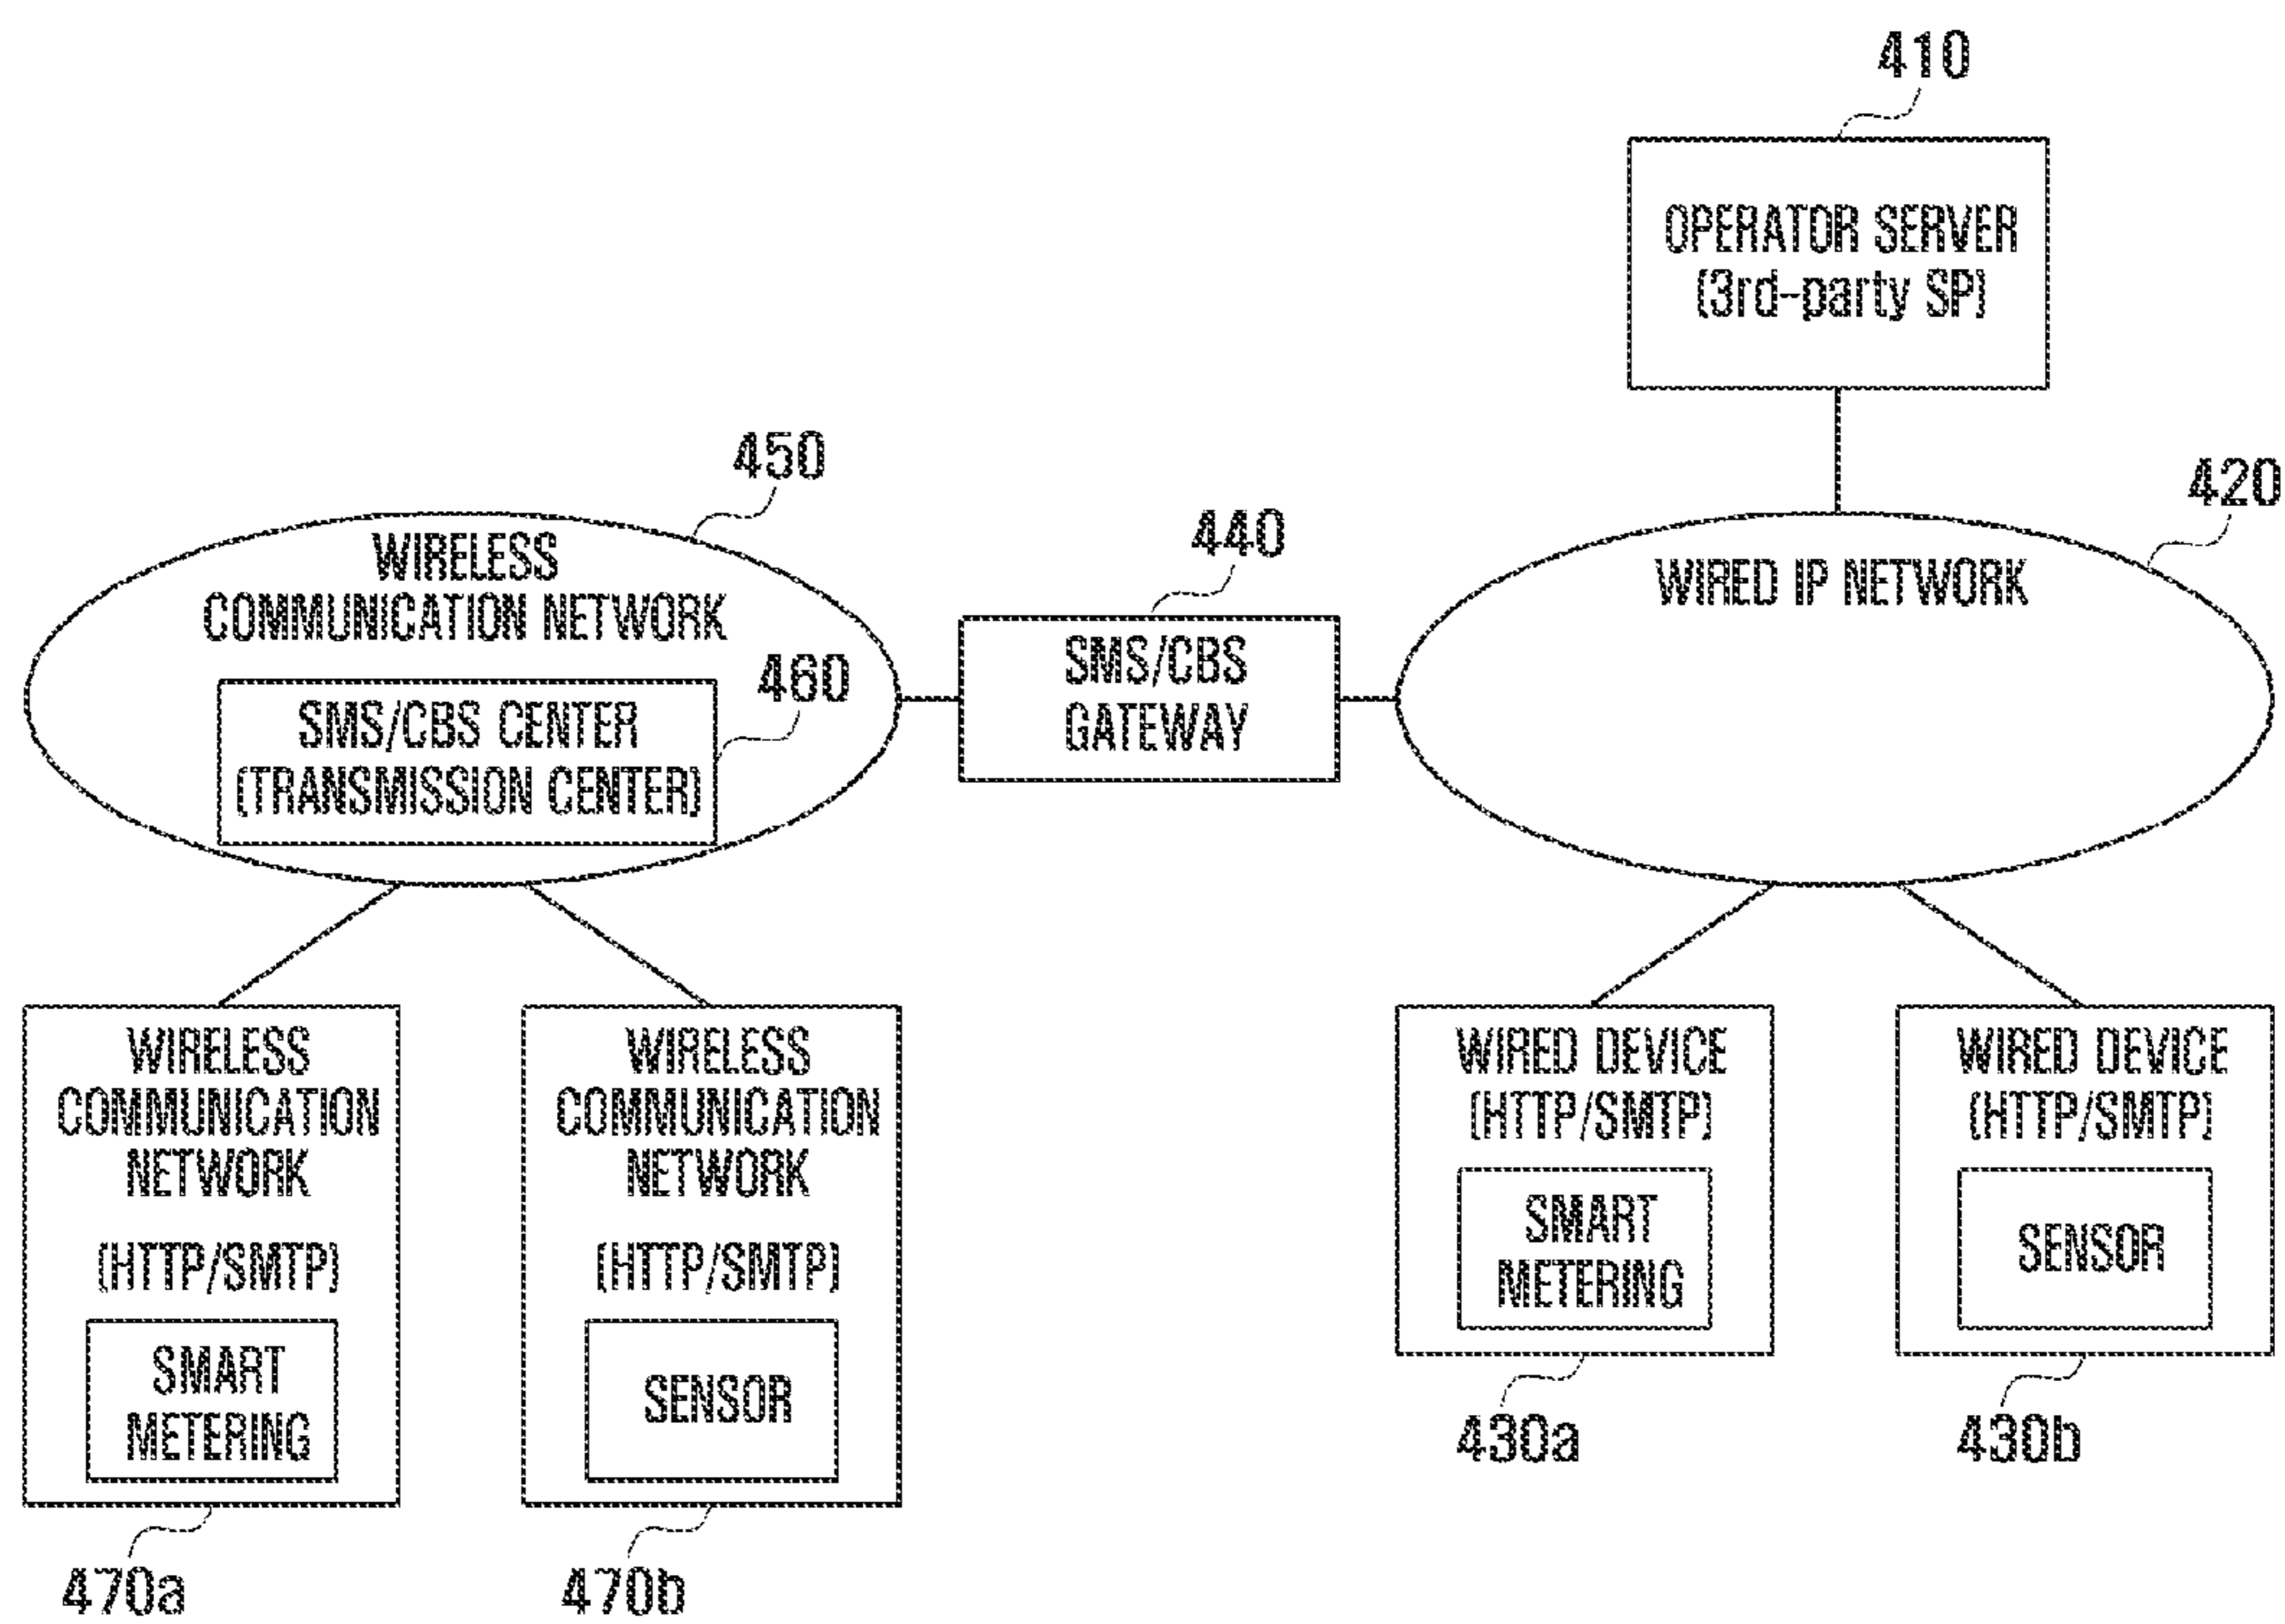 410
OPERATOR SERVER
(3rd-party SP)
450
420
440
WIRELESS
COMMUNICATION NETWORK
460
SMS/CBS CENTER
(TRANSMISSION CENTER)
SMS/CBS
GATEWAY
WIRED IP NETWORK
WIRELESS
COMMUNICATION
NETWORK
(HTTP/SMTP)
SMART
METERING
470a
WIRELESS
COMMUNICATION
NETWORK
(HTTP/SMTP)
SENSOR
470b
WIRED DEVICE
(HTTP/SMTP)
SMART
METERING
430a
WIRED DEVICE
(HTTP/SMTP)
SENSOR
430b